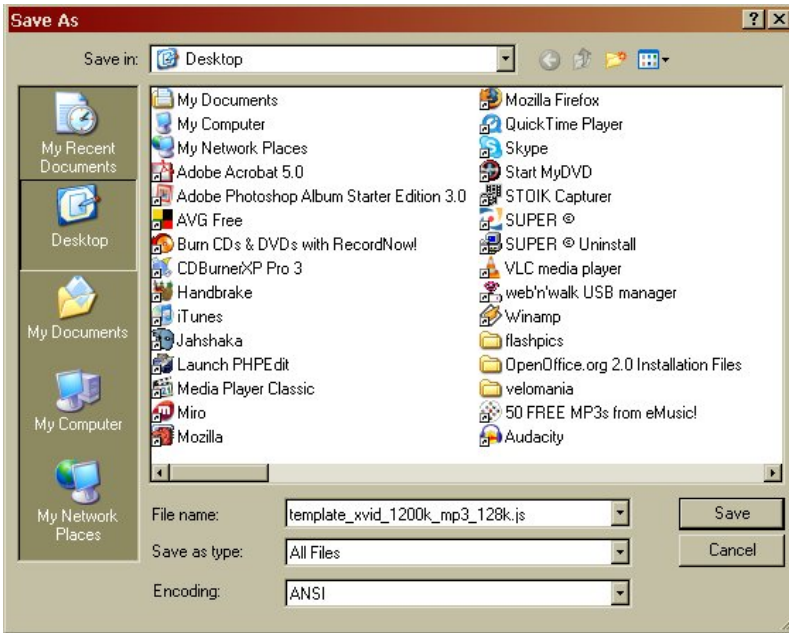 Save As
Save in:
Desktop
My Recent
Documents
Desktop
My Documents
My Computer
My Network
Places
My Documents
My Computer
My Network Places
Adobe Acrobat 5.0
Adobe Photoshop Album Starter Edition 3.0
AVG Free
Burn CDs & DVDs with RecordNow!
CDBurnerXP Pro 3
Handbrake
iTunes
Jahshaka
Launch PHPEdit
Media Player Classic
Miro
Mozilla
Mozilla Firefox
QuickTime Player
Skype
Start MyDVD
STOIK Capturer
SUPER ©
SUPER © Uninstall
VLC media player
web'n'walk USB manager
Winamp
flashpics
OpenOffice.org 2.0 Installation Files
velomania
50 FREE MP3s from eMusic!
Audacity
File name:
template_xvid_1200k_mp3_128k.js
Save
Save as type:
All Files
Cancel
Encoding:
ANSI